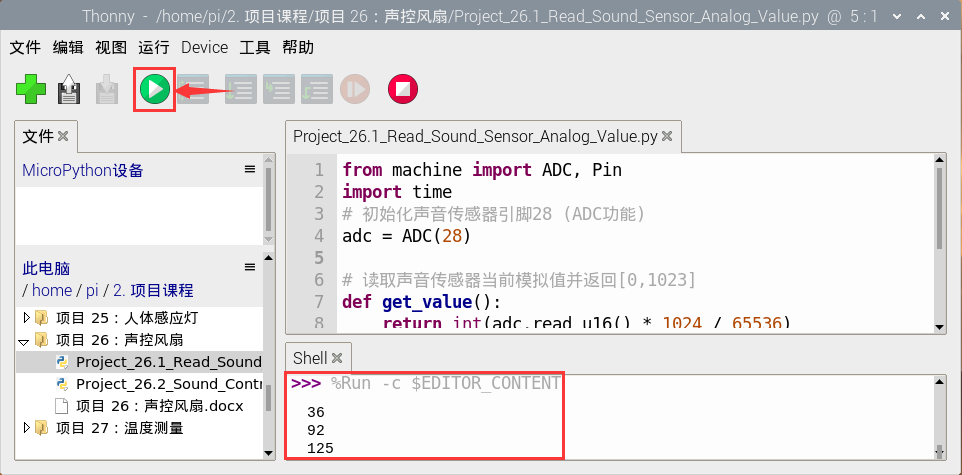 Thonny - /home/pi/2. 项目课程/项目 26：声控风扇/Project_26.1_Read_Sound_Sensor_Analog_Value.py @ 5 : 1
文件 编辑 视图 运行 Device 工具 帮助
文件
MicroPython设备
此电脑
/ home / pi / 2. 项目课程
项目 25：人体感应灯
项目 26：声控风扇
Project_26.1_Read_Sound
Project_26.2_Sound_Contr
项目 26：声控风扇.docx
项目 27：温度测量
Project_26.1_Read_Sound_Sensor_Analog_Value.py
1 from machine import ADC, Pin
2 import time
3 # 初始化声音传感器引脚28 (ADC功能)
4 adc = ADC(28)
5
6 # 读取声音传感器当前模拟值并返回[0,1023]
7 def get_value():
8 return int(adc.read_u16() * 1024 / 65536)
Shell
>>> %Run -c $EDITOR_CONTENT
36
92
125